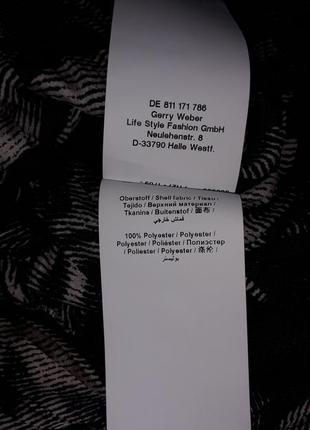 DE 811 171 786
Gerry Weber
Life Style Fashion GmbH
Neulehenstr. 8
D-33790 Halle Westf.
Oberstoff / Shell fabric / Tissu /
Tejido / Верхний материал /
Tkanina / Buitenstof / 面布 /
قماش خارجي
100% Polyester / Polyester /
Polyester / Poliéster / Полиэстер
/ Poliester / Polyester / 涤纶 /
بوليستر